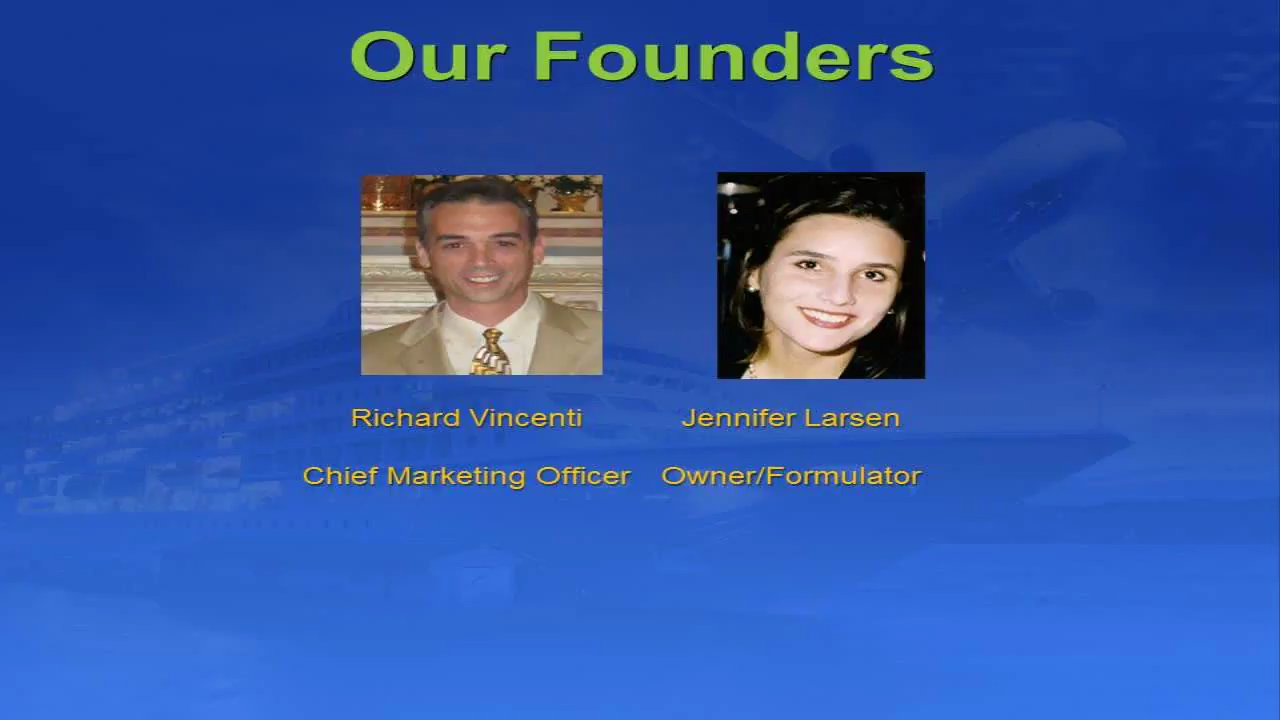 Our Founders
Richard Vincenti
Jennifer Larsen
Chief Marketing Officer
Owner/Formulator